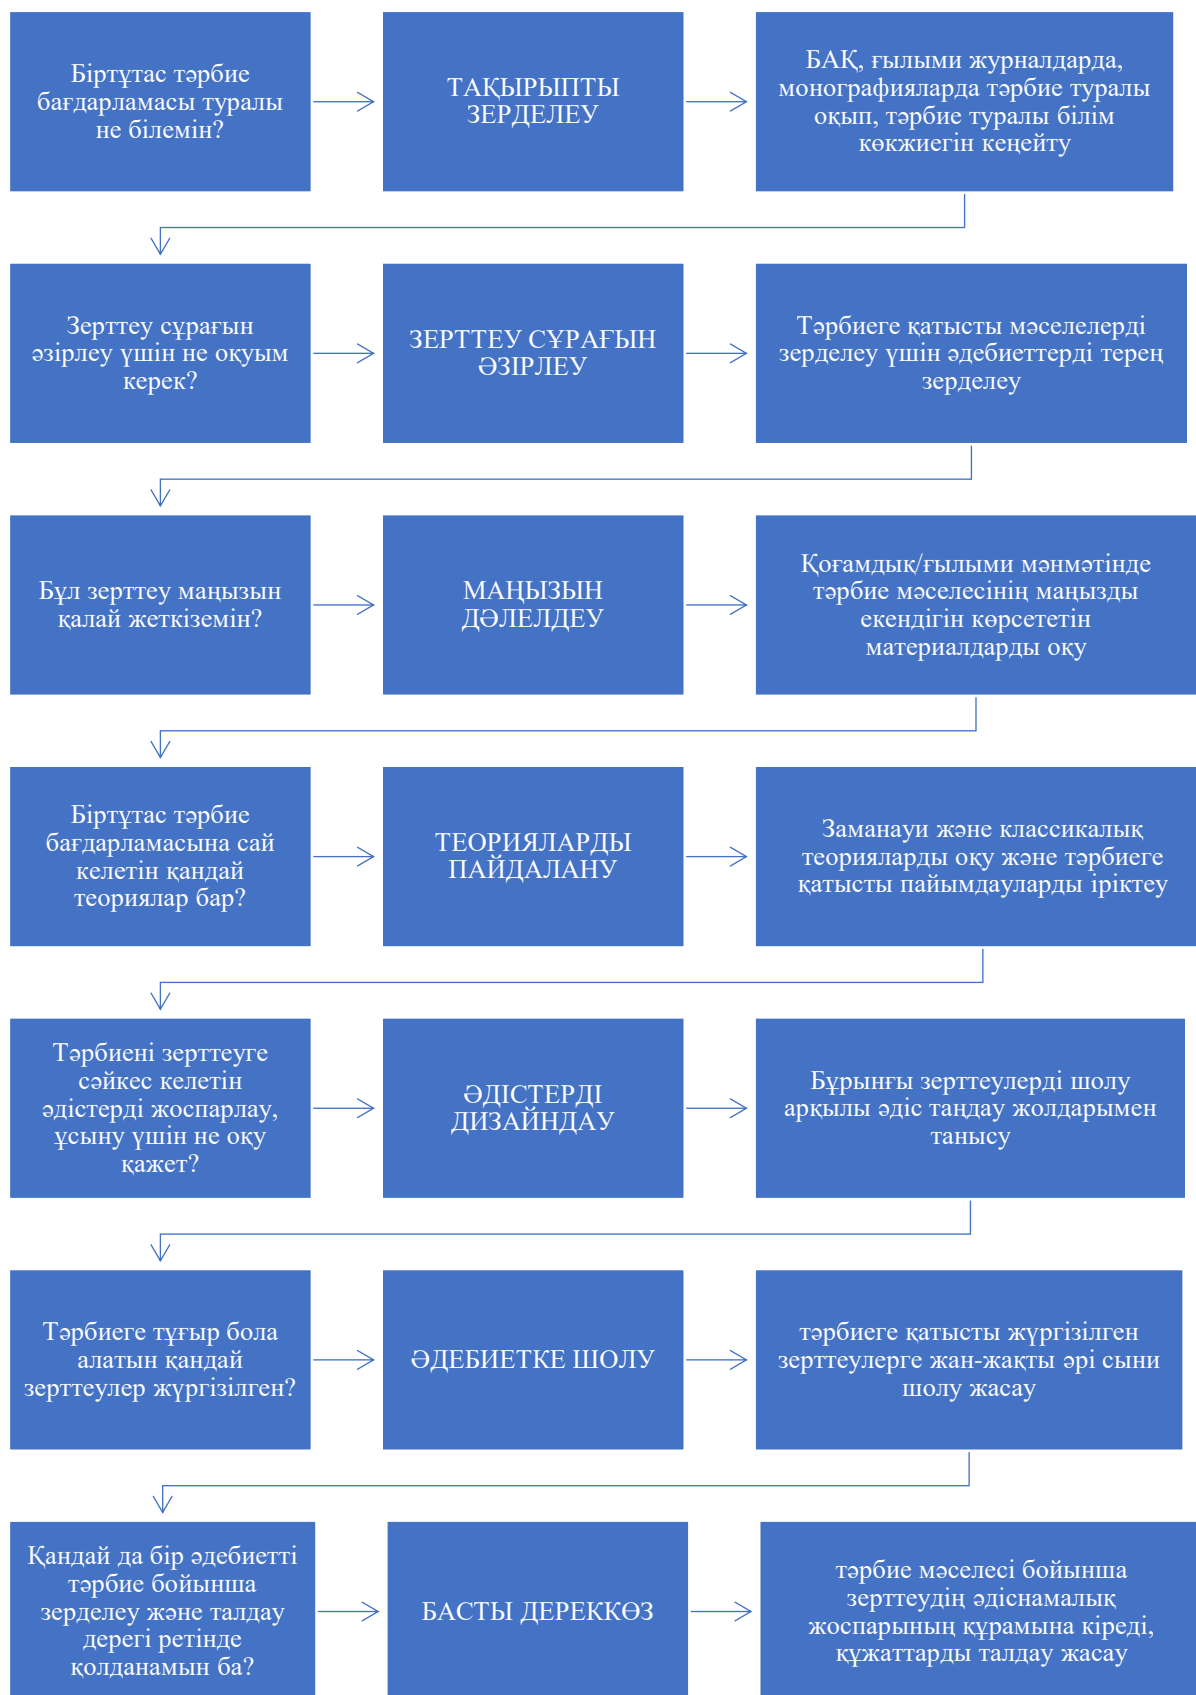 Біртұтас тәрбие
бағдарламасы туралы
не білемін?
ТАҚЫРЫПТЫ
ЗЕРДЕЛЕУ
БАҚ, ғылыми журналдарда,
монографияларда тәрбие туралы
оқып, тәрбие туралы білім
көкжиегін кеңейту
Зерттеу сұрағын
әзірлеу үшін не оқуым
керек?
ЗЕРТТЕУ СҰРАҒЫН
ӘЗІРЛЕУ
Тәрбиеге қатысты мәселелерді
зерделеу үшін әдебиеттерді терең
зерделеу
Бұл зерттеу маңызын
қалай жеткіземін?
МАҢЫЗЫН
ДӘЛЕЛДЕУ
Қоғамдық/ғылыми мәнмәтінде
тәрбие мәселесінің маңызды
екендігін көрсететін
материалдарды оқу
Біртұтас тәрбие
бағдарламасына сай
келетін қандай
теориялар бар?
ТЕОРИЯЛАРДЫ
ПАЙДАЛАНУ
Заманауи және классикалық
теорияларды оқу және тәрбиеге
қатысты пайымдауларды іріктеу
Тәрбиені зерттеуге
сәйкес келетін
әдістерді жоспарлау,
ұсыну үшін не оқу
қажет?
ӘДІСТЕРДІ
ДИЗАЙНДАУ
Бұрынғы зерттеулерді шолу
арқылы әдіс таңдау жолдарымен
танысу
Тәрбиеге тұғыр бола
алатын қандай
зерттеулер жүргізілген?
ӘДЕБИЕТКЕ ШОЛУ
тәрбиеге қатысты жүргізілген
зерттеулерге жан-жақты әрі сыни
шолу жасау
Қандай да бір әдебиетті
тәрбие бойынша
зерделеу және талдау
дерегі ретінде
қолданамын ба?
БАСТЫ ДЕРЕККӨЗ
тәрбие мәселесі бойынша
зерттеудің әдіснамалық
жоспарының құрамына кіреді,
құжаттарды талдау жасау